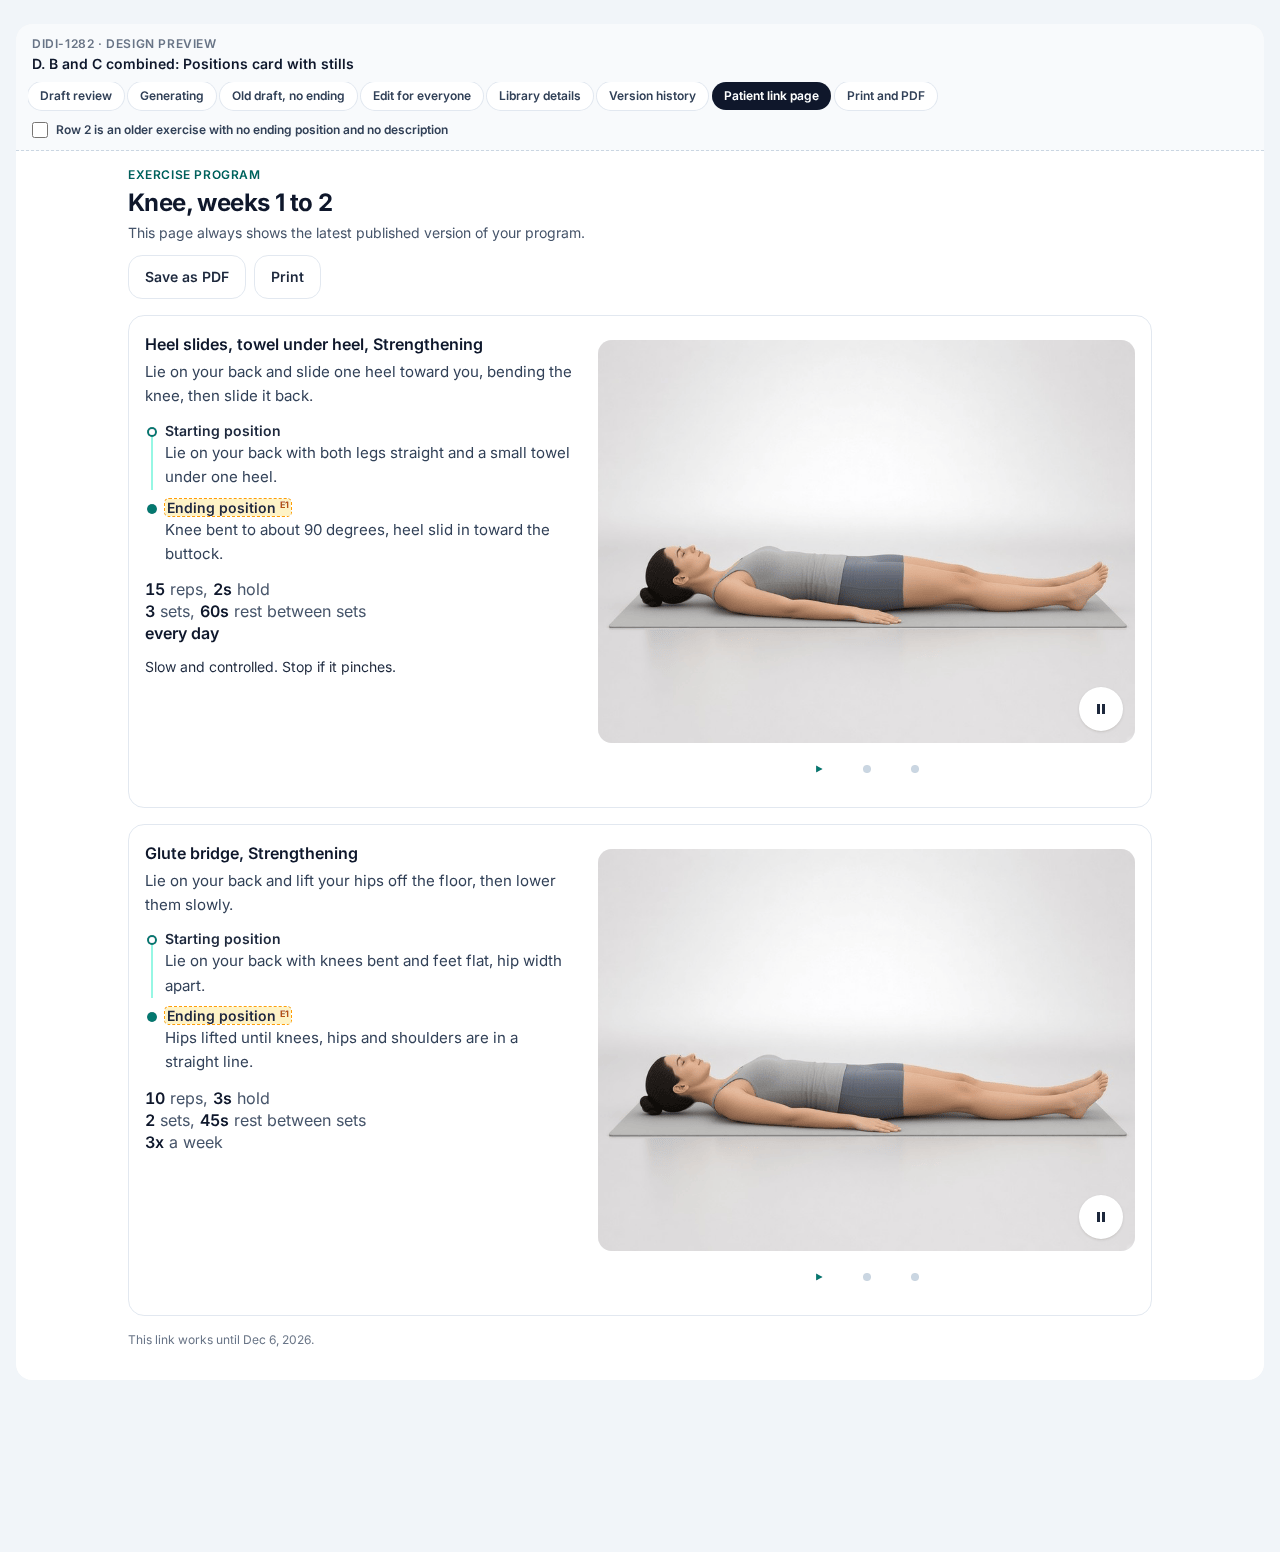 DIDI-1282 · DESIGN PREVIEW
D. B and C combined: Positions card with stills
Draft review
Generating
Old draft, no ending
Edit for everyone
Library details
Version history
Patient link page
Print and PDF
Row 2 is an older exercise with no ending position and no description
EXERCISE PROGRAM
Knee, weeks 1 to 2
This page always shows the latest published version of your program.
Save as PDF
Print
Heel slides, towel under heel, Strengthening
Lie on your back and slide one heel toward you, bending the
knee, then slide it back.
Starting position
Lie on your back with both legs straight and a small towel
under one heel.
Ending position E1
Knee bent to about 90 degrees, heel slid in toward the
buttock.
15 reps, 2s hold
3 sets, 60s rest between sets
every day
Slow and controlled. Stop if it pinches.
Glute bridge, Strengthening
Lie on your back and lift your hips off the floor, then lower
them slowly.
Starting position
Lie on your back with knees bent and feet flat, hip width
apart.
Ending position E1
Hips lifted until knees, hips and shoulders are in a
straight line.
10 reps, 3s hold
2 sets, 45s rest between sets
3x a week
This link works until Dec 6, 2026.